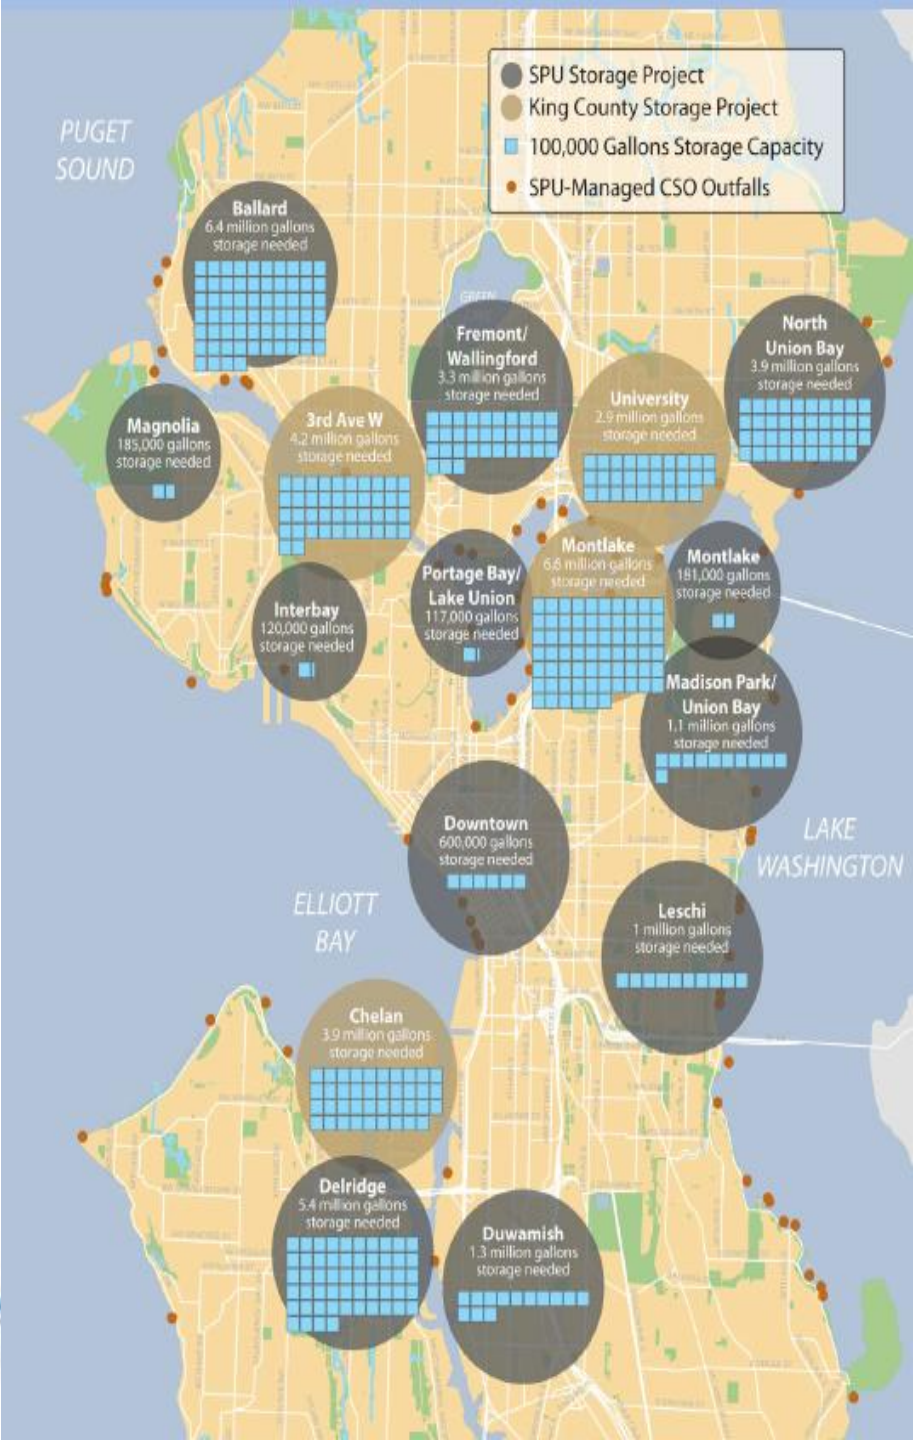 SPU Storage Project
King County Storage Project
100,000 Gallons Storage Capacity
SPU-Managed CSO Outfalls
PUGET
SOUND
Ballard
6.4 million gallons
storage needed
GREEN
Fremont/
Wallingford
3.3 million gallons
storage needed
North
Union Bay
3.9 million gallons
storage needed
University
2.9 million gallons
storage needed
Magnolia
185,000 gallons
storage needed
3rd Ave W
4.2 million gallons
storage needed
Montlake
6.6 million gallons
storage needed
Montlake
181,000 gallons
storage needed
Portage Bay/
Lake Union
117,000 gallons
storage needed
Interbay
120,000 gallons
storage needed
Madison Park/
Union Bay
1.1 million gallons
storage needed
Downtown
600,000 gallons
storage needed
LAKE
WASHINGTON
ELLIOTT
BAY
Leschi
1 million gallons
storage needed
Chelan
3.9 million gallons
storage needed
Delridge
5.4 million gallons
storage needed
Duwamish
1.3 million gallons
storage needed